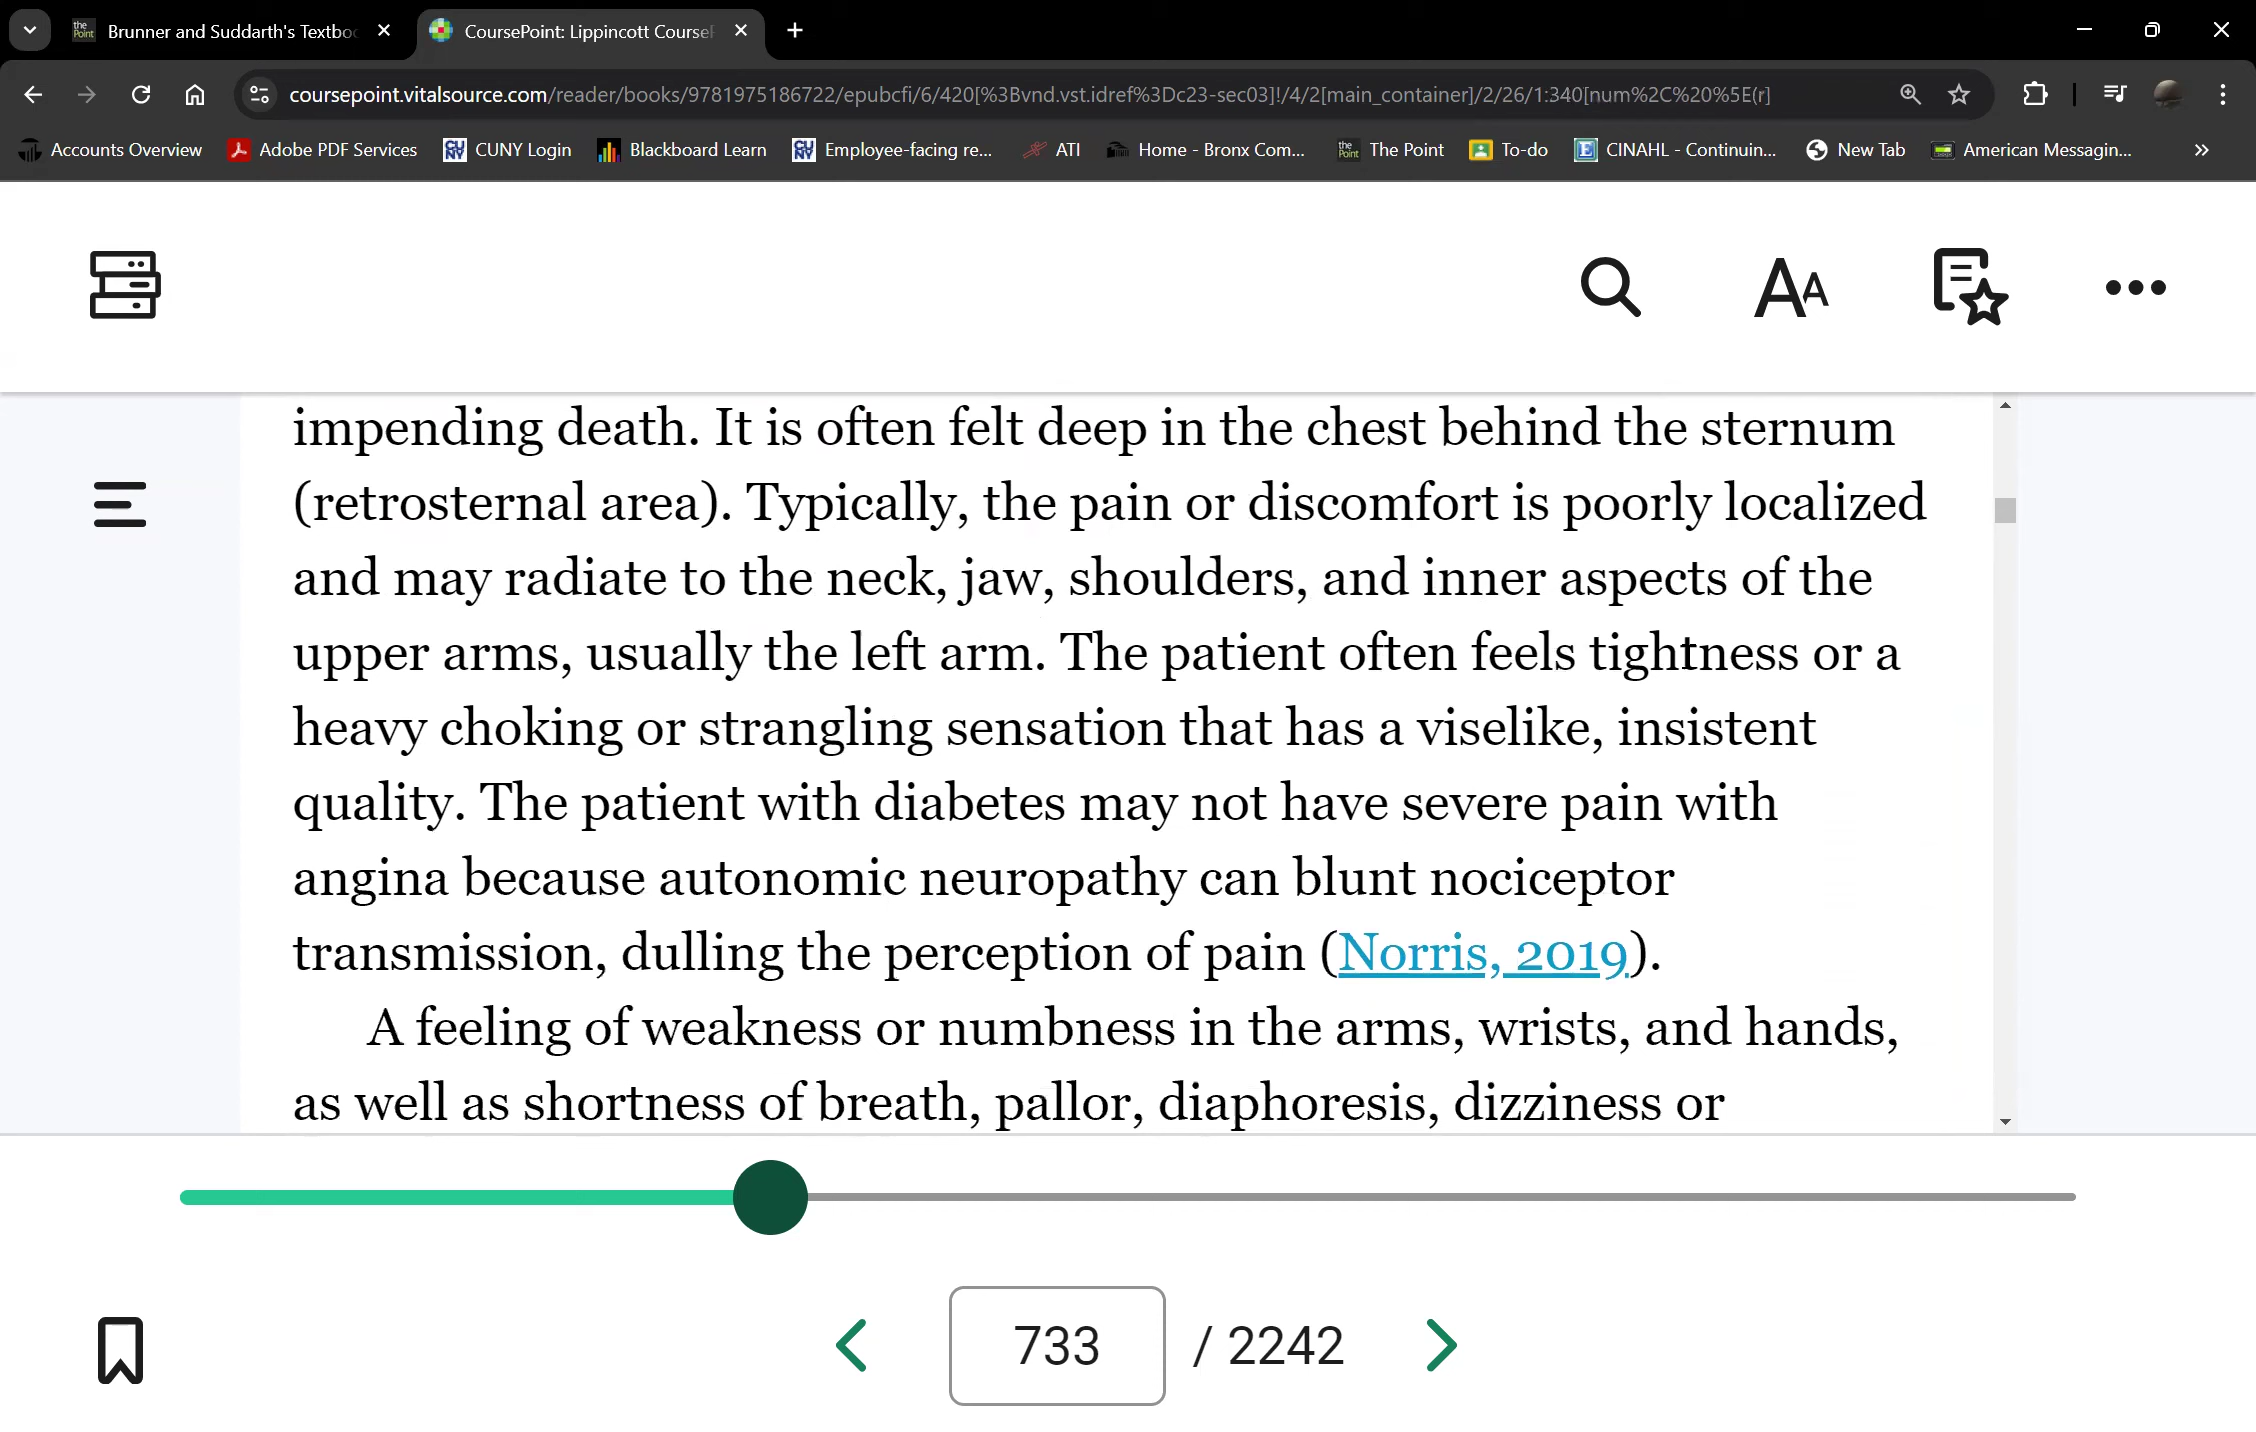 the Point
Brunner and Suddarth's Textbo
CoursePoint: Lippincott Course
coursepoint.vitalsource.com/reader/books/9781975186722/epubcfi/6/420[%3Bvnd.vst.idref%3Dc23-sec03]!/4/2[main_container]/2/26/1:340[num%2C%20%5E(r]
Accounts Overview
Adobe PDF Services
CUNY
CUNY Login
Blackboard Learn
CUNY
Employee-facing re...
ATI
Home - Bronx Com...
the Point
The Point
To-do
E
CINAHL - Continuin...
New Tab
American Messagin...
»
AA
impending death. It is often felt deep in the chest behind the sternum
(retrosternal area). Typically, the pain or discomfort is poorly localized
and may radiate to the neck, jaw, shoulders, and inner aspects of the
upper arms, usually the left arm. The patient often feels tightness or a
heavy choking or strangling sensation that has a viselike, insistent
quality. The patient with diabetes may not have severe pain with
angina because autonomic neuropathy can blunt nociceptor
transmission, dulling the perception of pain (Norris, 2019).
A feeling of weakness or numbness in the arms, wrists, and hands,
as well as shortness of breath, pallor, diaphoresis, dizziness or
733 / 2242